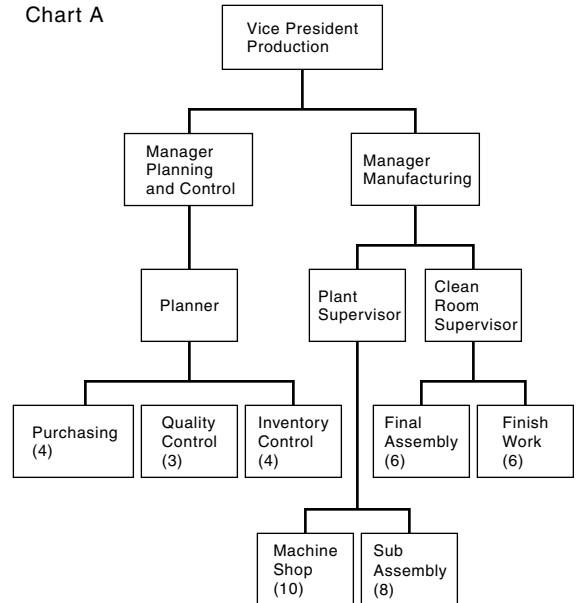 Chart A
Vice President
Production
Manager
Planning
and Control
Manager
Manufacturing
Planner
Plant
Supervisor
Clean
Room
Supervisor
Purchasing
(4)
Quality
Control
(3)
Inventory
Control
(4)
Final
Assembly
(6)
Finish
Work
(6)
Machine
Shop
(10)
Sub
Assembly
(8)